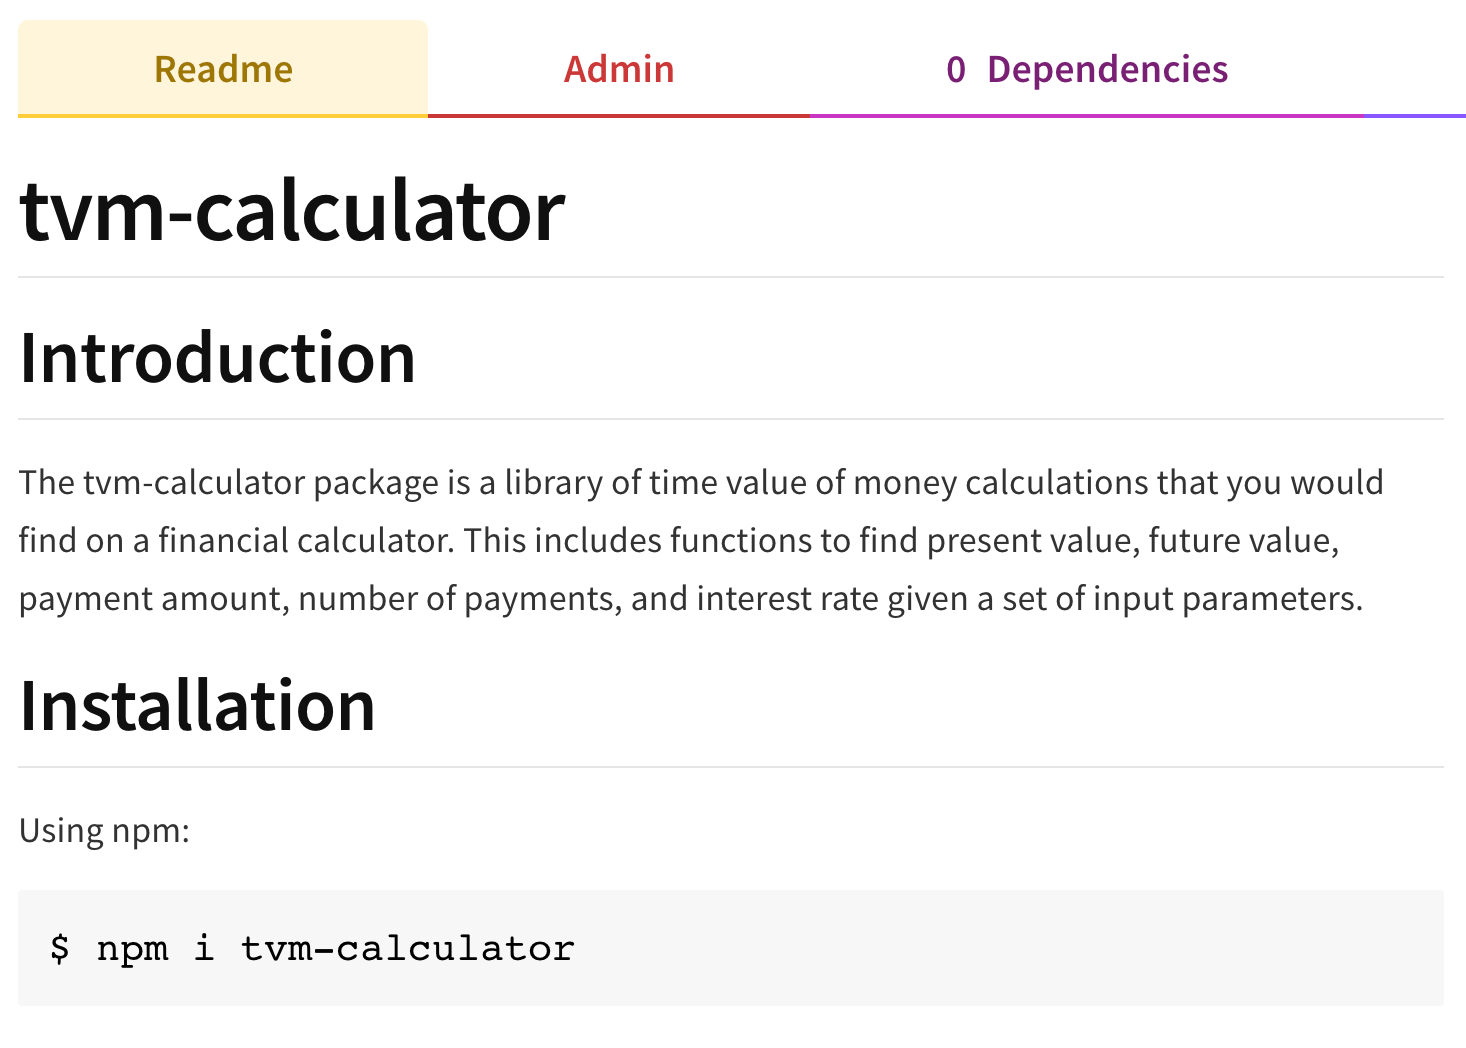 Readme Admin 0 Dependencies
tvm-calculator
Introduction
The tvm-calculator package is a library of time value of money calculations that you would
find on a financial calculator. This includes functions to find present value, future value,
payment amount, number of payments, and interest rate given a set of input parameters.
Installation
Using npm:
$ npm i tvm-calculator